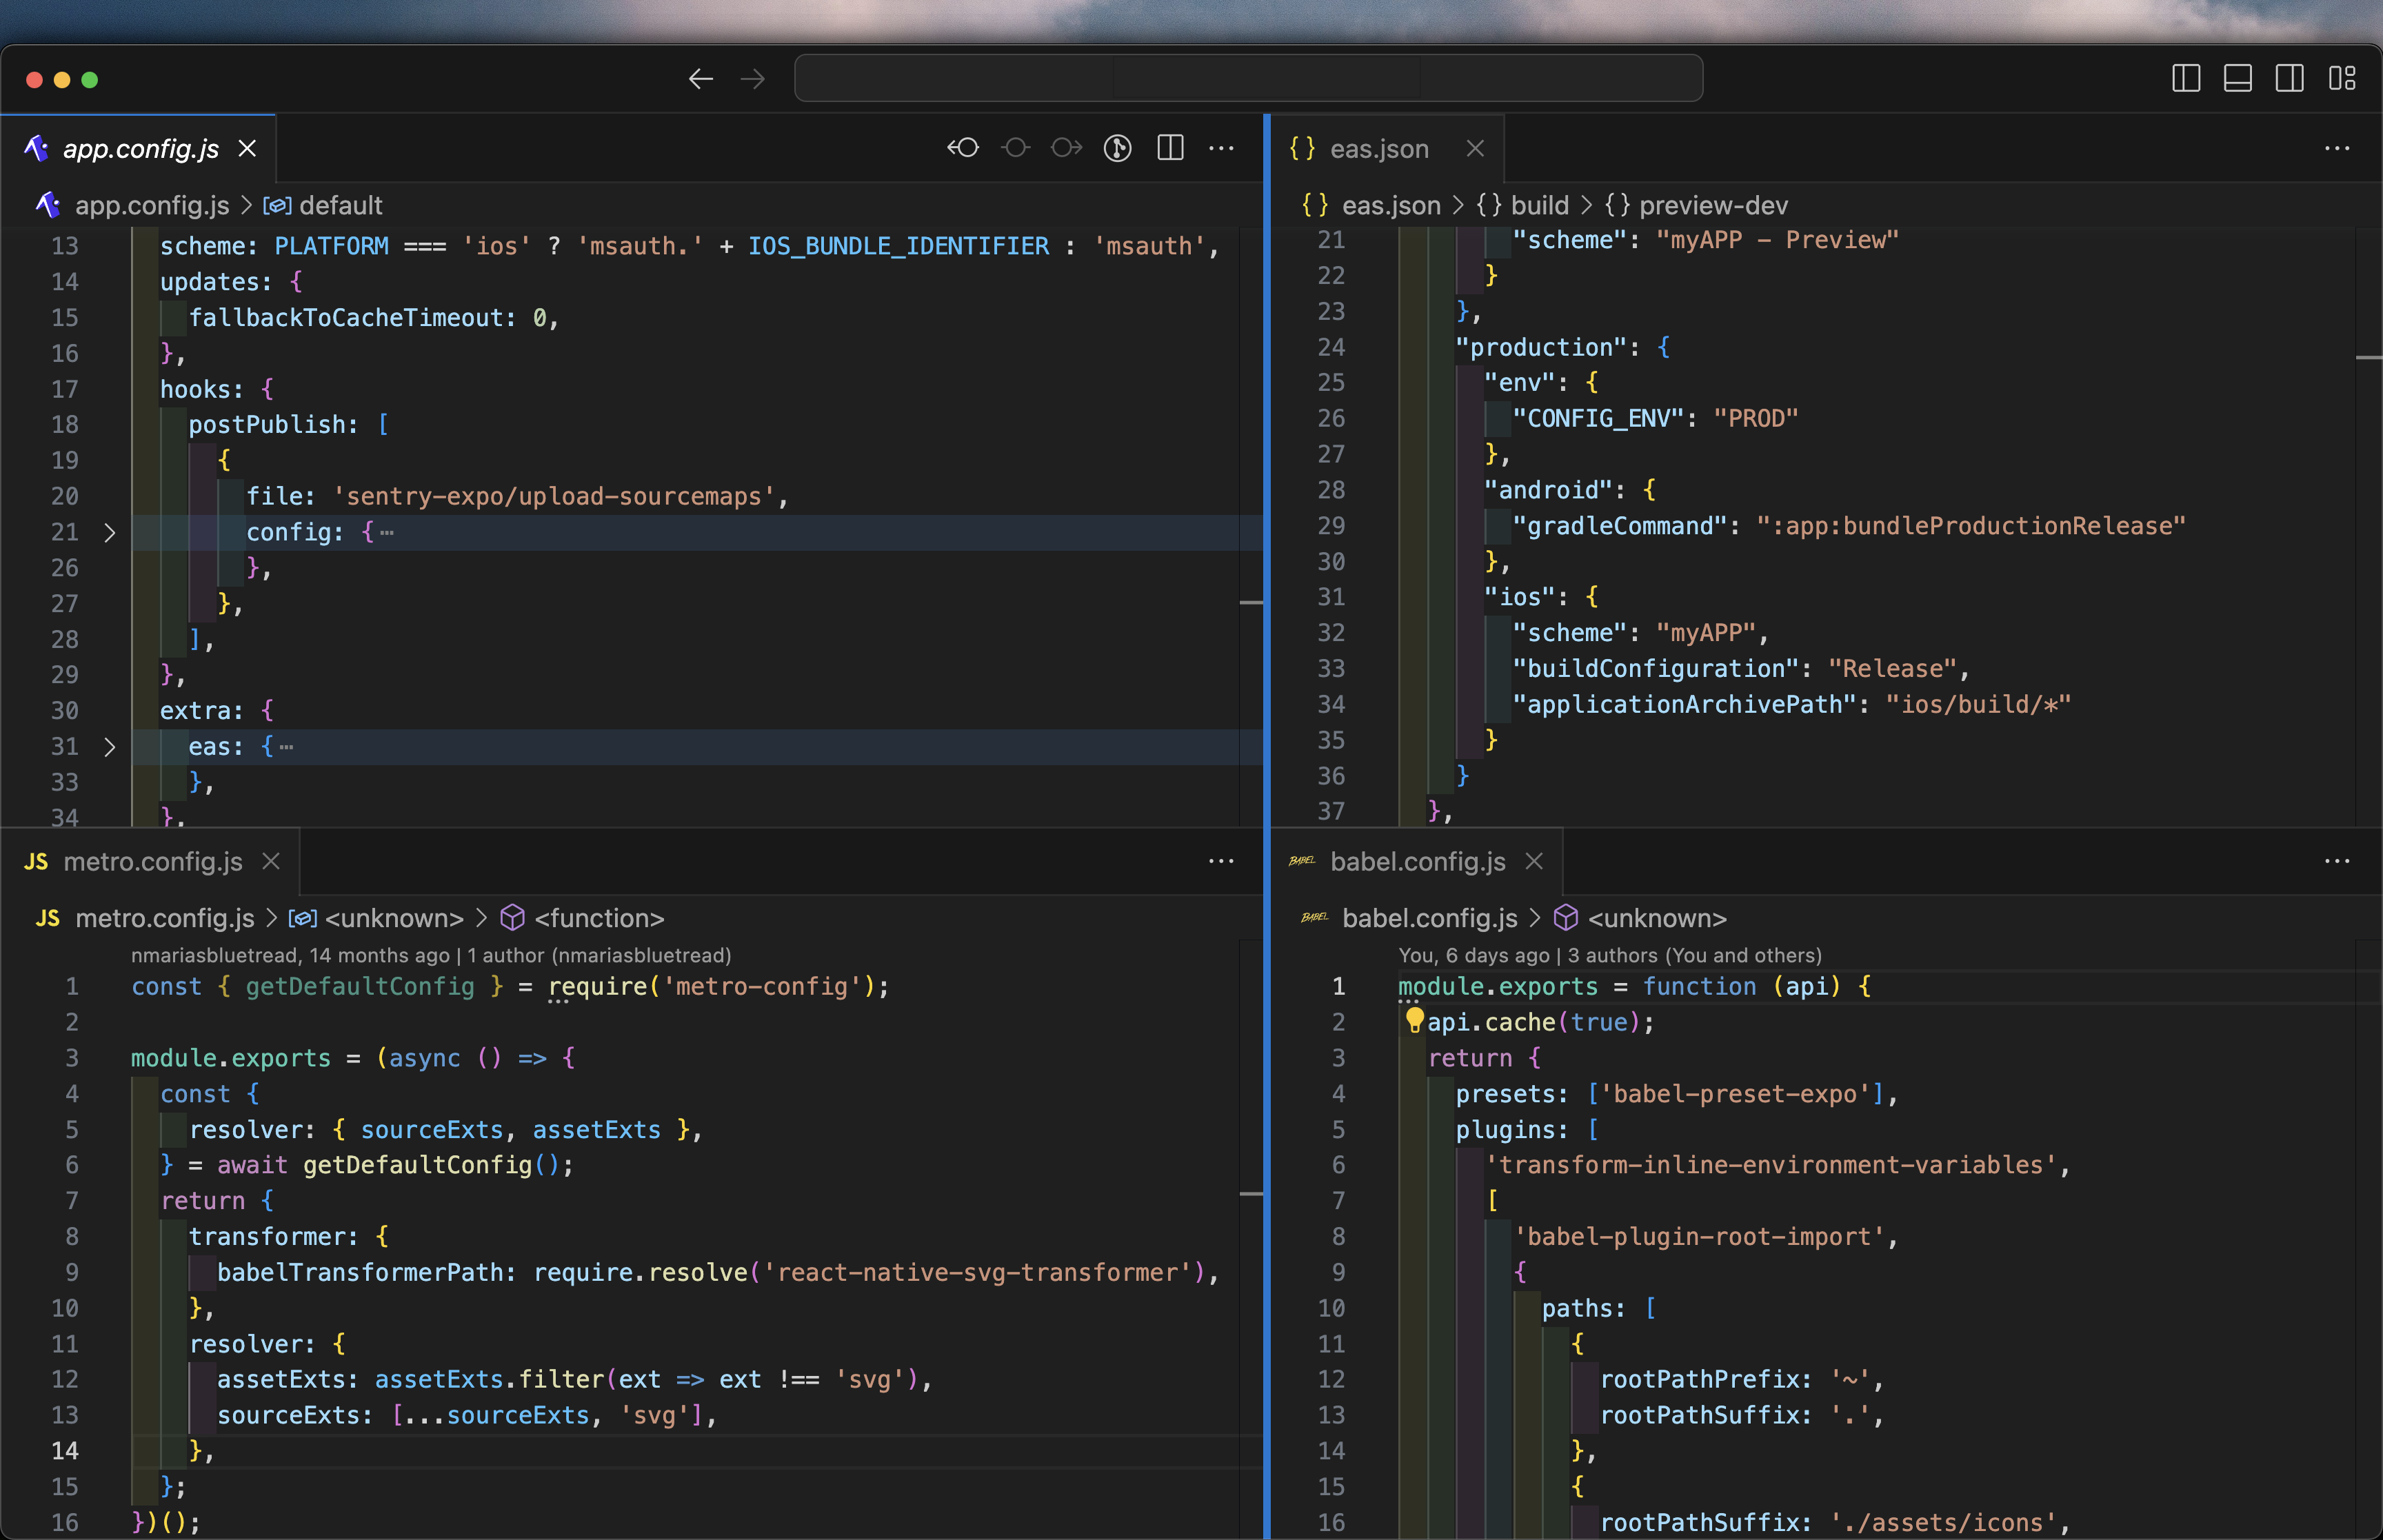 app.config.js
app.config.js > default
13 scheme: PLATFORM === 'ios' ? 'msauth.' + IOS_BUNDLE_IDENTIFIER : 'msauth',
14 updates: {
15 fallbackToCacheTimeout: 0,
16 },
17 hooks: {
18 postPublish: [
19 {
20 file: 'sentry-expo/upload-sourcemaps',
21 config: {⋯
26 },
27 },
28 ],
29 },
30 extra: {
31 eas: {⋯
33 },
34 },
{ } eas.json
{ } eas.json > { } build > { } preview-dev
21 "scheme": "myAPP - Preview"
22 }
23 },
24 "production": {
25 "env": {
26 "CONFIG_ENV": "PROD"
27 },
28 "android": {
29 "gradleCommand": ":app:bundleProductionRelease"
30 },
31 "ios": {
32 "scheme": "myAPP",
33 "buildConfiguration": "Release",
34 "applicationArchivePath": "ios/build/*"
35 }
36 }
37 },
JS metro.config.js
JS metro.config.js > <unknown> > <function>
nmariasbluetread, 14 months ago | 1 author (nmariasbluetread)
1 const { getDefaultConfig } = require('metro-config');
2
3 module.exports = (async () => {
4 const {
5 resolver: { sourceExts, assetExts },
6 } = await getDefaultConfig();
7 return {
8 transformer: {
9 babelTransformerPath: require.resolve('react-native-svg-transformer'),
10 },
11 resolver: {
12 assetExts: assetExts.filter(ext => ext !== 'svg'),
13 sourceExts: [...sourceExts, 'svg'],
14 },
15 };
16 })();
BABEL babel.config.js
BABEL babel.config.js > <unknown>
You, 6 days ago | 3 authors (You and others)
1 module.exports = function (api) {
2 api.cache(true);
3 return {
4 presets: ['babel-preset-expo'],
5 plugins: [
6 'transform-inline-environment-variables',
7 [
8 'babel-plugin-root-import',
9 {
10 paths: [
11 {
12 rootPathPrefix: '~',
13 rootPathSuffix: '.',
14 },
15 {
16 rootPathSuffix: './assets/icons',